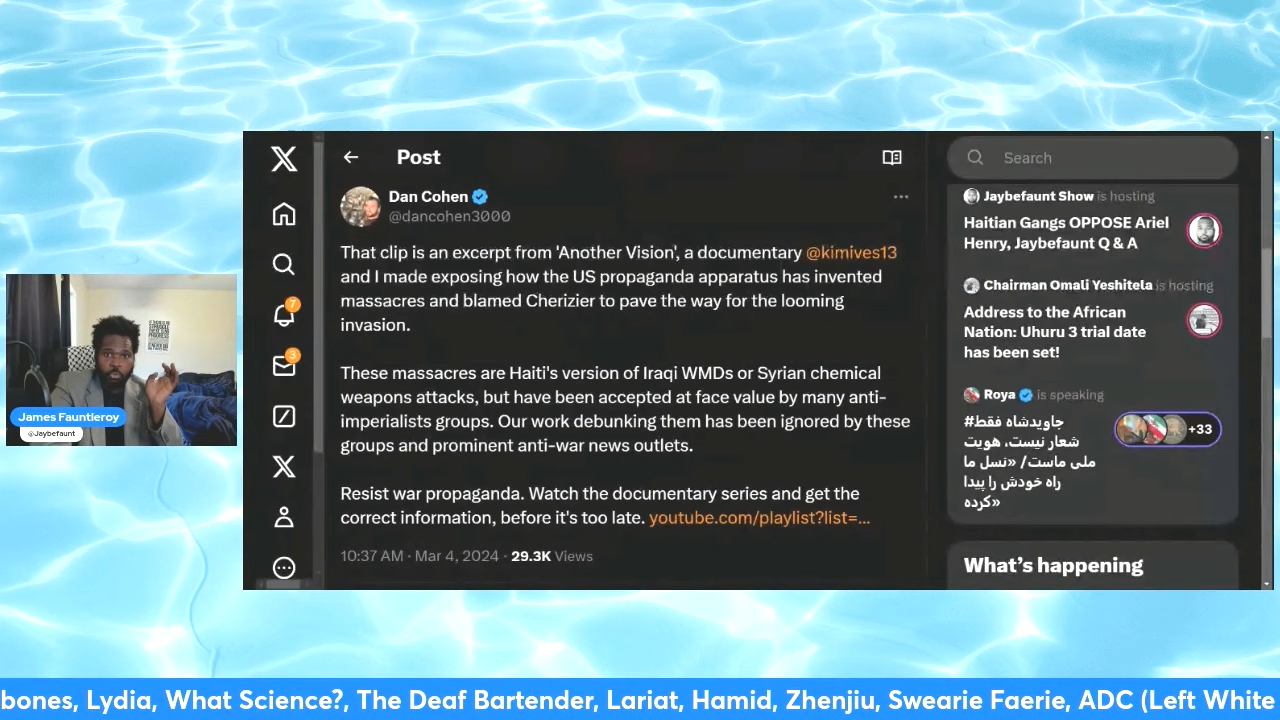 Post
Dan Cohen
@dancohen3000
That clip is an excerpt from 'Another Vision', a documentary @kimives13
and I made exposing how the US propaganda apparatus has invented
massacres and blamed Cherizier to pave the way for the looming
invasion.
These massacres are Haiti's version of Iraqi WMDs or Syrian chemical
weapons attacks, but have been accepted at face value by many anti-
imperialists groups. Our work debunking them has been ignored by these
groups and prominent anti-war news outlets.
Resist war propaganda. Watch the documentary series and get the
correct information, before it's too late. youtube.com/playlist?list=...
10:37 AM · Mar 4, 2024 · 29.3K Views
7
3
Search
Jaybefaunt Show is hosting
Haitian Gangs OPPOSE Ariel
Henry, Jaybefaunt Q & A
Chairman Omali Yeshitela is hosting
Address to the African
Nation: Uhuru 3 trial date
has been set!
Roya is speaking
#جاویدشاه فقط
شعار نیست، هویت
ملی ماست/ «نسل ما
راه خودش را پیدا
کرده»
+33
What's happening
James Fauntleroy
@Jaybefaunt
bones, Lydia, What Science?, The Deaf Bartender, Lariat, Hamid, Zhenjiu, Swearie Faerie, ADC (Left White